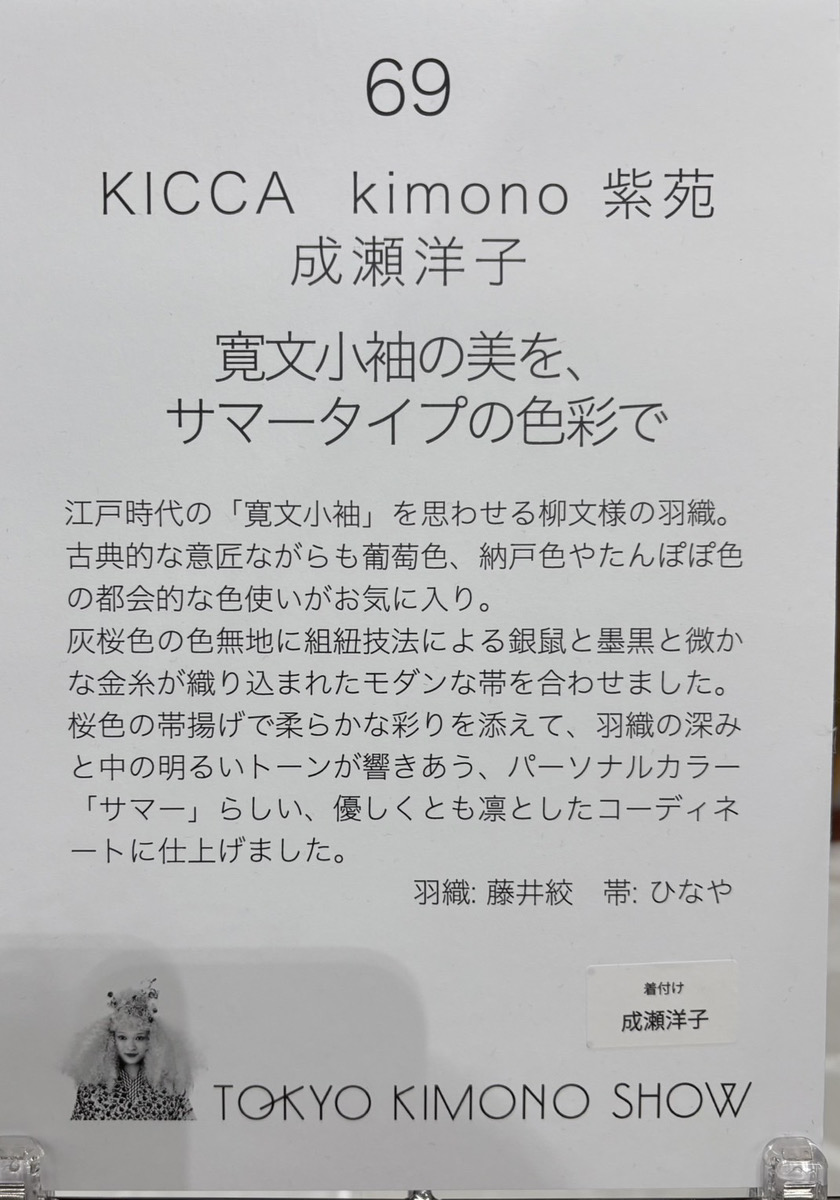 69
KICCA kimono 紫苑
成瀬洋子
寛文小袖の美を、
サマータイプの色彩で
江戸時代の「寛文小袖」を思わせる柳文様の羽織。
古典的な意匠ながらも葡萄色、納戸色やたんぽぽ色
の都会的な色使いがお気に入り。
灰桜色の色無地に組紐技法による銀鼠と墨黒と微か
な金糸が織り込まれたモダンな帯を合わせました。
桜色の帯揚げで柔らかな彩りを添えて、羽織の深み
と中の明るいトーンが響きあう、パーソナルカラー
「サマー」らしい、優しくとも凛としたコーディネ
ートに仕上げました。
羽織: 藤井絞　帯: ひなや
着付け
成瀬洋子
TOKYO KIMONO SHOW